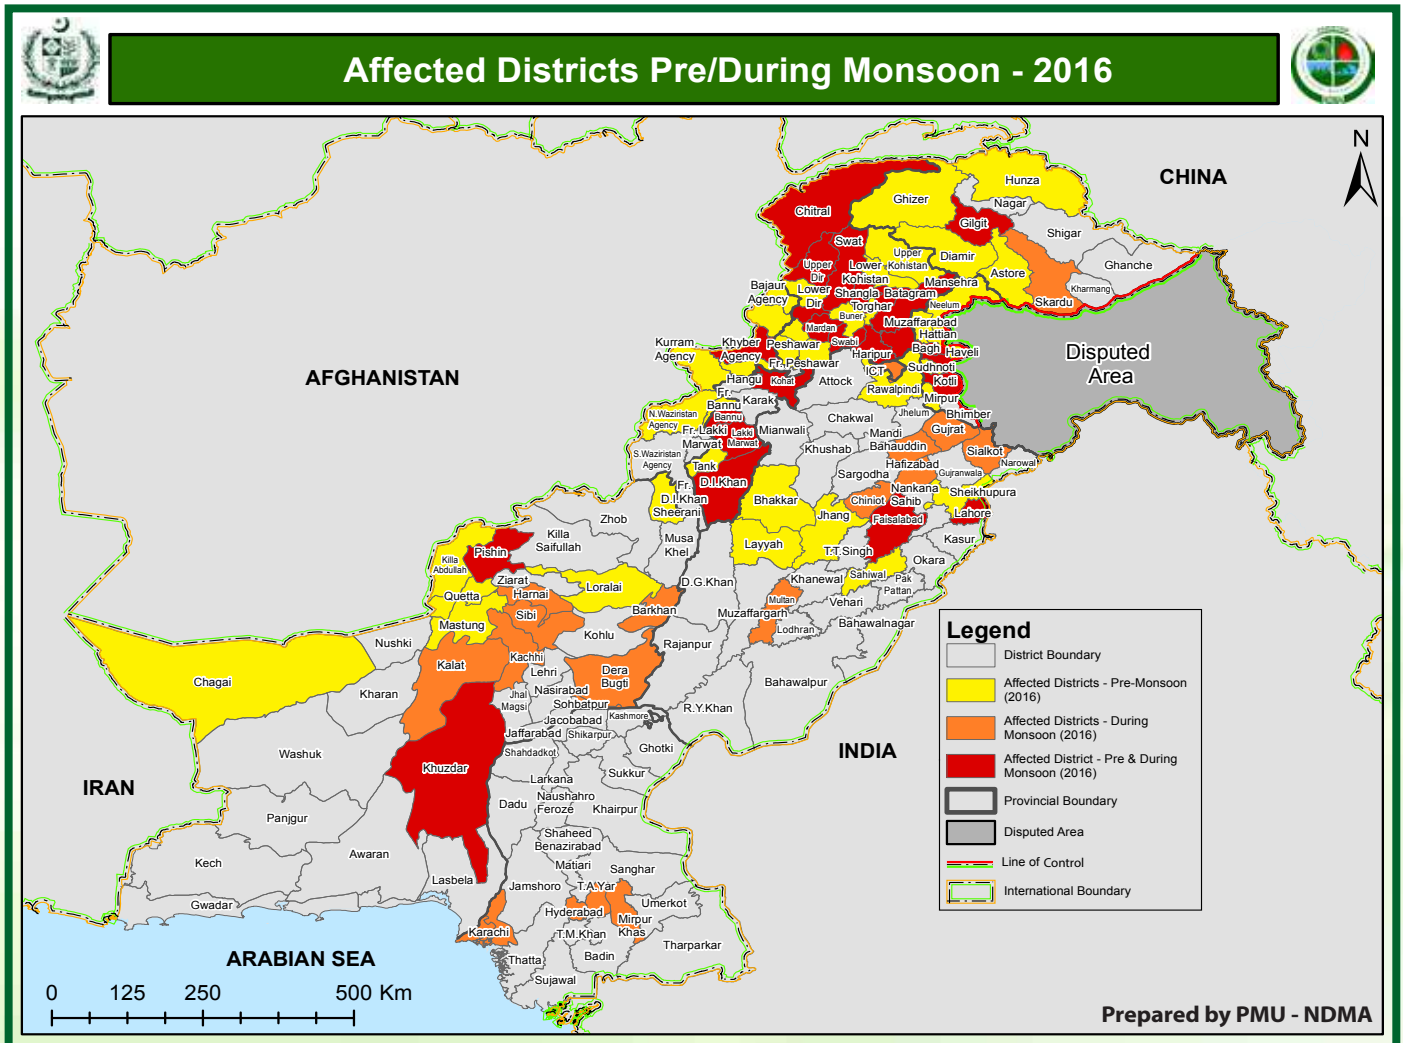 Affected Districts Pre/During Monsoon - 2016
N
CHINA
AFGHANISTAN
Disputed
Area
INDIA
IRAN
ARABIAN SEA
Hunza
Ghizer
Nagar
Chitral
Gilgit
Shigar
Swat
Upper
Kohistan
Diamir
Ghanche
Upper
Dir
Lower
Kohistan
Astore
Kharmang
Skardu
Mansehra
Bajaur
Agency
Lower
Dir
Shangla
Batagram
Torghar
Neelum
Buner
Mardan
Muzaffarabad
Hattian
Kurram
Agency
Khyber
Agency
Peshawar
Swabi
Haripur
Bagh
Haveli
Fr. Peshawar
ICT
Sudhnoti
Hangu
Kohat
Attock
Rawalpindi
Kotli
Fr.
Bannu
Karak
Mirpur
N.Waziristan
Agency
Bannu
Chakwal
Jhelum
Bhimber
Fr. Lakki
Marwat
Lakki
Marwat
Mianwali
Mandi
Bahauddin
Gujrat
S.Waziristan
Agency
Khushab
Sialkot
Hafizabad
Narowal
Tank
Sargodha
Gujranwala
Fr.
D.I.Khan
D.I.Khan
Nankana
Sahib
Sheikhupura
Sheerani
Bhakkar
Chiniot
Lahore
Jhang
Faisalabad
Zhob
Killa
Saifullah
Musa
Khel
Kasur
Pishin
Layyah
T.T.Singh
Okara
Killa
Abdullah
Ziarat
Loralai
D.G.Khan
Khanewal
Sahiwal
Pak
Pattan
Harnai
Quetta
Multan
Vehari
Sibi
Barkhan
Muzaffargarh
Mastung
Lodhran
Bahawalnagar
Kohlu
Nushki
Rajanpur
Kalat
Kachhi
Lehri
Dera
Bugti
Chagai
Bahawalpur
Kharan
Jhal
Magsi
Nasirabad
Sohbatpur
R.Y.Khan
Jacobabad
Kashmore
Jaffarabad
Shikarpur
Washuk
Shahdadkot
Ghotki
Khuzdar
Sukkur
Larkana
Naushahro
Feroze
Dadu
Khairpur
Panjgur
Shaheed
Benazirabad
Awaran
Kech
Matiari
Sanghar
Lasbela
Jamshoro
T.A.Yar
Gwadar
Umerkot
Hyderabad
Mirpur
Khas
Karachi
T.M.Khan
Tharparkar
Badin
Thatta
Sujawal
Legend
District Boundary
Affected Districts - Pre-Monsoon
(2016)
Affected Districts - During
Monsoon (2016)
Affected District - Pre & During
Monsoon (2016)
Provincial Boundary
Disputed Area
Line of Control
International Boundary
0 125 250 500 Km
Prepared by PMU - NDMA